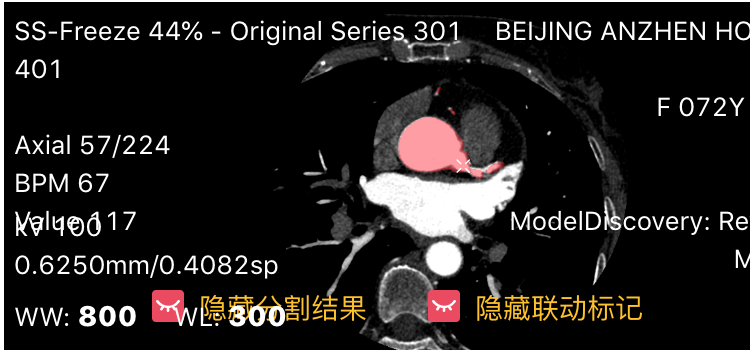 SS-Freeze 44% - Original Series 301
BEIJING ANZHEN HO
401
F 072Y
Axial 57/224
BPM 67
Value 117
kV 100
ModelDiscovery: Re
M
0.6250mm/0.4082sp
WW: 800 WL: 300
隐藏分割结果
隐藏联动标记